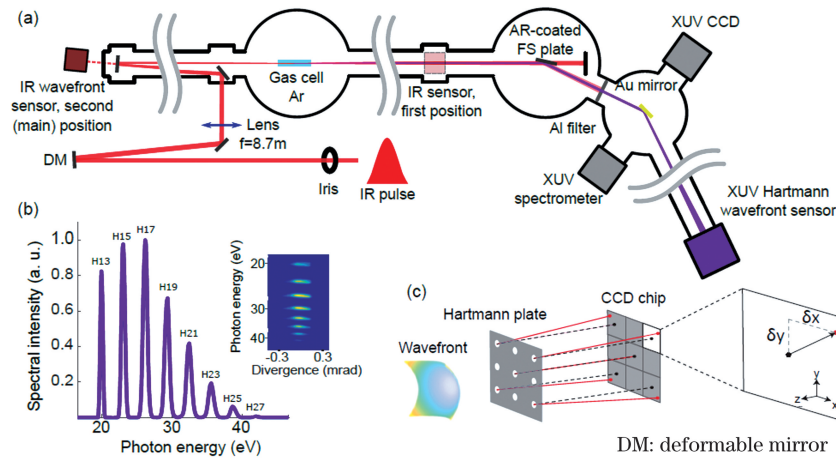 (a)
XUV CCD
AR-coated
FS plate
Au mirror
IR wavefront
sensor, second
(main) position
Gas cell
Ar
IR sensor,
first position
Lens
f=8.7m
Al filter
DM
Iris
IR pulse
XUV
spectrometer
XUV Hartmann
wavefront sensor
(b)
Spectral intensity (a. u.)
1.0
0.8
0.6
0.4
0.2
H13
H15
H17
H19
H21
H23
H25
H27
20
30
40
Photon energy (eV)
Photon energy (eV)
20
30
40
-0.3
0.3
Divergence (mrad)
(c)
Wavefront
Hartmann plate
CCD chip
δx
δy
y
z
x
DM: deformable mirror